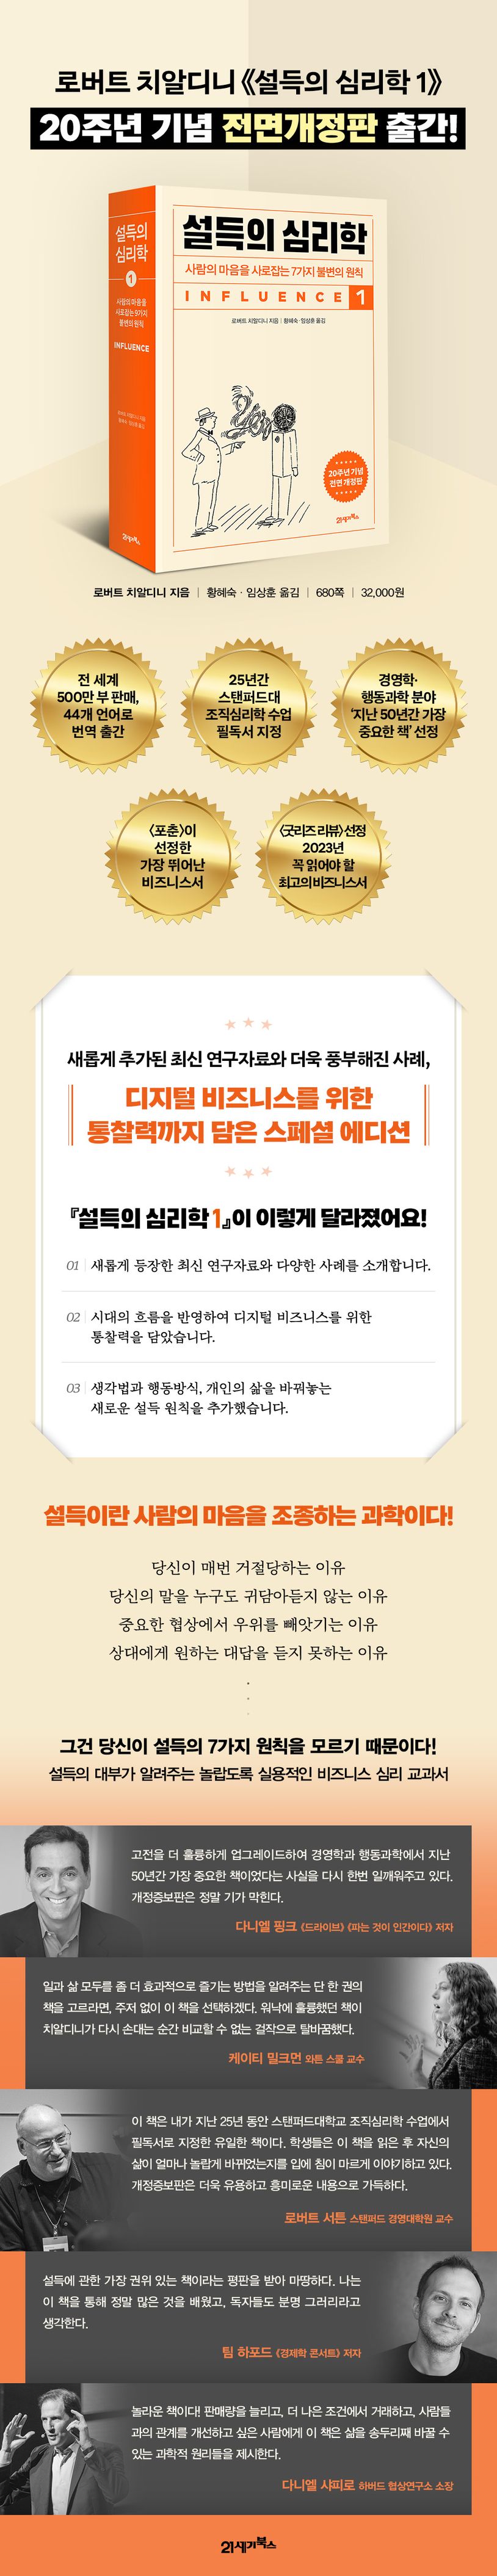 로버트 치알디니 《설득의 심리학 1》
20주년 기념 전면개정판 출간!
설득의
심리학
1
사람의 마음을
사로잡는 7가지
불변의 원칙
INFLUENCE
로버트 치알디니 지음
황혜숙·임상훈 옮김
21세기북스
설득의 심리학
사람의 마음을 사로잡는 7가지 불변의 원칙
INFLUENCE 1
로버트 치알디니 지음 | 황혜숙·임상훈 옮김
Yes
20주년 기념
전면 개정판
21세기북스
로버트 치알디니 지음 | 황혜숙 · 임상훈 옮김 | 680쪽 | 32,000원
전 세계
500만 부 판매,
44개 언어로
번역 출간
25년간
스탠퍼드대
조직심리학 수업
필독서 지정
경영학·
행동과학 분야
‘지난 50년간 가장
중요한 책’ 선정
〈포춘〉이
선정한
가장 뛰어난
비즈니스서
〈굿리즈 리뷰〉 선정
2023년
꼭 읽어야 할
최고의 비즈니스서
새롭게 추가된 최신 연구자료와 더욱 풍부해진 사례,
디지털 비즈니스를 위한
통찰력까지 담은 스페셜 에디션
『설득의 심리학 1』이 이렇게 달라졌어요!
01 새롭게 등장한 최신 연구자료와 다양한 사례를 소개합니다.
02 시대의 흐름을 반영하여 디지털 비즈니스를 위한
통찰력을 담았습니다.
03 생각법과 행동방식, 개인의 삶을 바꿔놓는
새로운 설득 원칙을 추가했습니다.
설득이란 사람의 마음을 조종하는 과학이다!
당신이 매번 거절당하는 이유
당신의 말을 누구도 귀담아듣지 않는 이유
중요한 협상에서 우위를 빼앗기는 이유
상대에게 원하는 대답을 듣지 못하는 이유
그건 당신이 설득의 7가지 원칙을 모르기 때문이다!
설득의 대부가 알려주는 놀랍도록 실용적인 비즈니스 심리 교과서
고전을 더 훌륭하게 업그레이드하여 경영학과 행동과학에서 지난
50년간 가장 중요한 책이었다는 사실을 다시 한번 일깨워주고 있다.
개정증보판은 정말 기가 막힌다.
다니엘 핑크 《드라이브》 《파는 것이 인간이다》 저자
일과 삶 모두를 좀 더 효과적으로 즐기는 방법을 알려주는 단 한 권의
책을 고르라면, 주저 없이 이 책을 선택하겠다. 워낙에 훌륭했던 책이
치알디니가 다시 손대는 순간 비교할 수 없는 걸작으로 탈바꿈했다.
케이티 밀크먼 와튼 스쿨 교수
이 책은 내가 지난 25년 동안 스탠퍼드대학교 조직심리학 수업에서
필독서로 지정한 유일한 책이다. 학생들은 이 책을 읽은 후 자신의
삶이 얼마나 놀랍게 바뀌었는지를 입에 침이 마르게 이야기하고 있다.
개정증보판은 더욱 유용하고 흥미로운 내용으로 가득하다.
로버트 서튼 스탠퍼드 경영대학원 교수
설득에 관한 가장 권위 있는 책이라는 평판을 받아 마땅하다. 나는
이 책을 통해 정말 많은 것을 배웠고, 독자들도 분명 그러리라고
생각한다.
팀 하포드 《경제학 콘서트》 저자
놀라운 책이다! 판매량을 늘리고, 더 나은 조건에서 거래하고, 사람들
과의 관계를 개선하고 싶은 사람에게 이 책은 삶을 송두리째 바꿀 수
있는 과학적 원리들을 제시한다.
다니엘 샤피로 하버드 협상연구소 소장
21세기북스